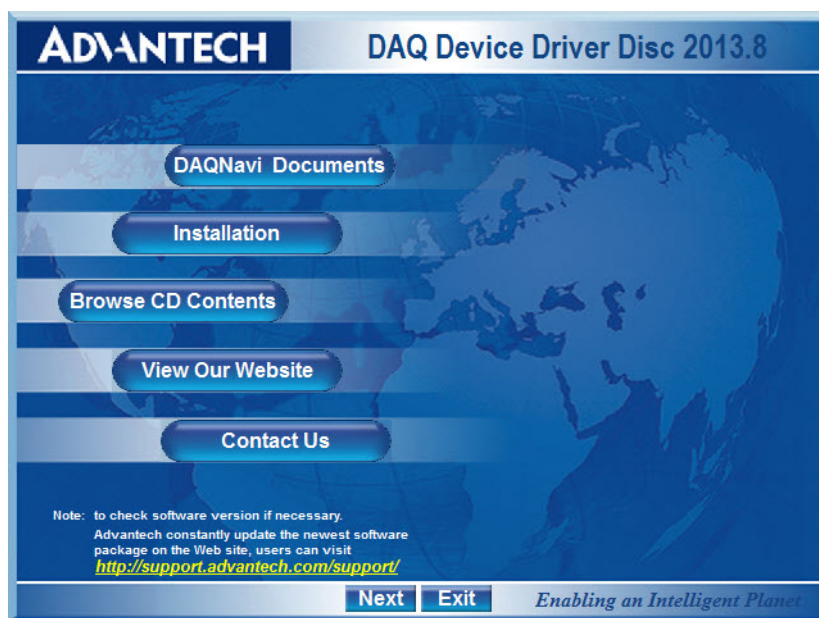 ADVANTECH
DAQ Device Driver Disc 2013.8
DAQNavi Documents
Installation
Browse CD Contents
View Our Website
Contact Us
Note: to check software version if necessary.
Advantech constantly update the newest software
package on the Web site, users can visit
http://support.advantech.com/support/
Next Exit
Enabling an Intelligent Planet